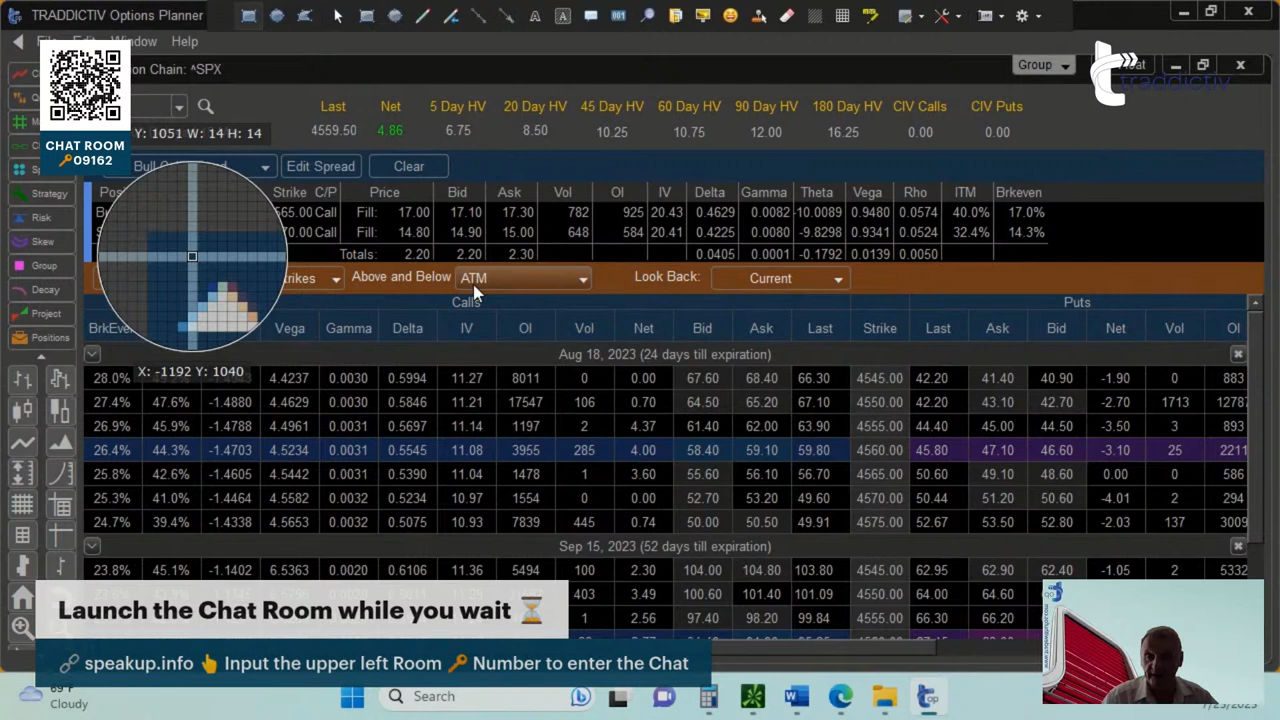 TRADDICTIV Options Planner
File Edit Window Help
Chain: ^SPX
Group
Float
traddictiv
Last Net 5 Day HV 20 Day HV 45 Day HV 60 Day HV 90 Day HV 180 Day HV CIV Calls CIV Puts
4559.50 4.86 6.75 8.50 10.25 10.75 12.00 16.25 0.00 0.00
Y: 1051 W: 14 H: 14
CHAT ROOM
🔑09162
Bull Edit Spread Clear
Strike C/P Price Bid Ask Vol OI IV Delta Gamma Theta Vega Rho ITM Brkeven
565.00 Call Fill: 17.00 17.10 17.30 782 925 20.43 0.4629 0.0082 -10.0089 0.9480 0.0574 40.0% 17.0%
70.00 Call Fill: 14.80 14.90 15.00 648 584 20.41 0.4225 0.0080 -9.8298 0.9341 0.0524 32.4% 14.3%
Totals: 2.20 2.20 2.30 0.0405 0.0001 -0.1792 0.0139 0.0050
trikes Above and Below ATM Look Back: Current
Calls Puts
BrkEven Vega Gamma Delta IV OI Vol Net Bid Ask Last Strike Last Ask Bid Net Vol OI
Aug 18, 2023 (24 days till expiration)
X: -1192 Y: 1040
28.0% 4.4237 0.0030 0.5994 11.27 8011 0 0.00 67.60 68.40 66.30 4545.00 42.20 41.40 40.90 -1.90 0 883
27.4% 47.6% -1.4880 4.4629 0.0030 0.5846 11.21 17547 106 0.70 64.50 65.20 67.10 4550.00 42.20 43.10 42.70 -2.70 1713 12787
26.9% 45.9% -1.4788 4.4961 0.0030 0.5697 11.14 1197 2 4.37 61.40 62.00 63.90 4555.00 44.40 45.00 44.50 -3.50 3 893
26.4% 44.3% -1.4703 4.5234 0.0031 0.5545 11.08 3955 285 4.00 58.40 59.10 59.80 4560.00 45.80 47.10 46.60 -3.10 25 2211
25.8% 42.6% -1.4605 4.5442 0.0031 0.5390 11.04 1478 1 3.60 55.60 56.10 57.70 4565.00 50.60 49.10 48.60 0.00 0 586
25.3% 41.0% -1.4464 4.5582 0.0032 0.5234 10.97 1554 0 0.00 52.70 53.20 49.60 4570.00 50.44 51.20 50.60 -4.01 2 294
24.7% 39.4% -1.4338 4.5653 0.0032 0.5075 10.93 7839 445 0.74 50.00 50.50 49.91 4575.00 52.67 53.50 52.80 -2.03 137 3009
Sep 15, 2023 (52 days till expiration)
23.8% 45.1% -1.1402 6.5363 0.0020 0.6106 11.36 5494 100 2.30 104.00 104.80 103.80 4540.00 62.95 62.90 62.40 -1.05 2 5332
403 3.49 100.60 101.40 101.09 4545.00 64.00 64.60
1 2.56 97.40 98.20 99.84 4550.00 66.30 66.20
Strategy
Risk
Skew
Group
Decay
Project
Positions
Launch the Chat Room while you wait ⏳
🔗 speakup.info 👆 Input the upper left Room 🔑 Number to enter the Chat
69°F
Cloudy
Search
7/25/2023